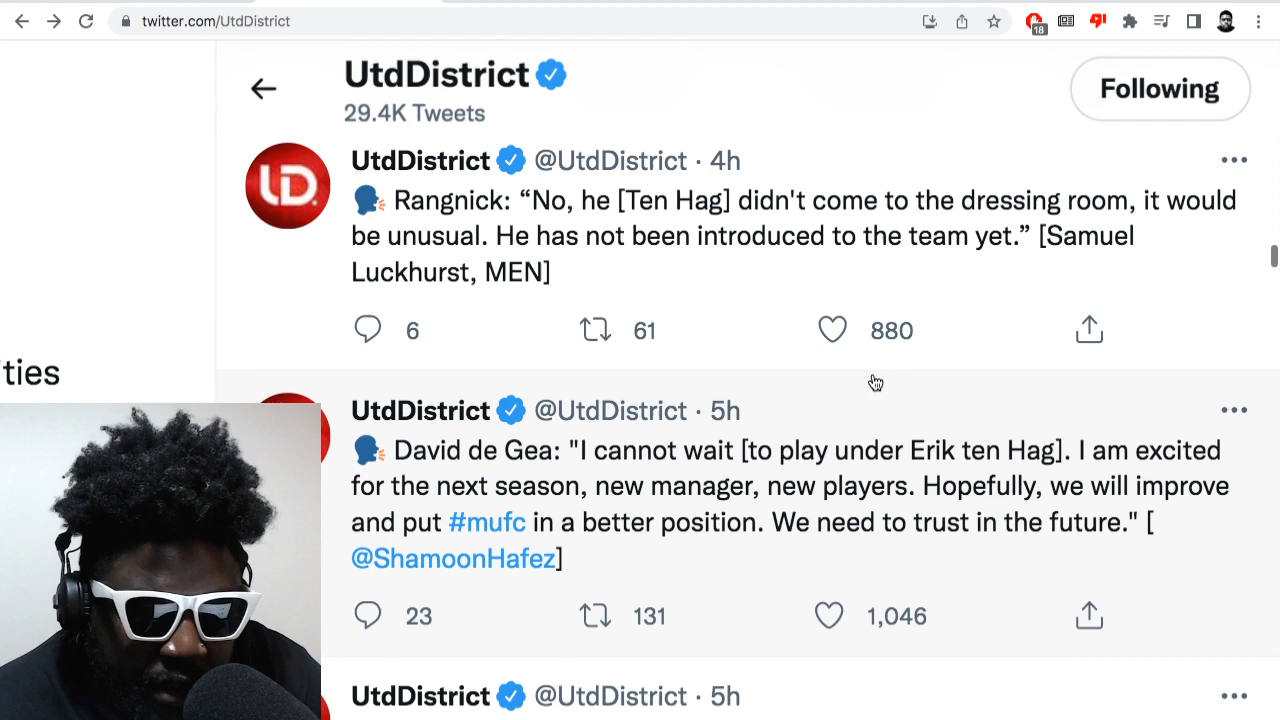 twitter.com/UtdDistrict
18
UtdDistrict
29.4K Tweets
Following
UtdDistrict @UtdDistrict · 4h
Rangnick: “No, he [Ten Hag] didn't come to the dressing room, it would
be unusual. He has not been introduced to the team yet.” [Samuel
Luckhurst, MEN]
6 61 880
ties
UtdDistrict @UtdDistrict · 5h
David de Gea: "I cannot wait [to play under Erik ten Hag]. I am excited
for the next season, new manager, new players. Hopefully, we will improve
and put #mufc in a better position. We need to trust in the future." [
@ShamoonHafez]
23 131 1,046
UtdDistrict @UtdDistrict · 5h